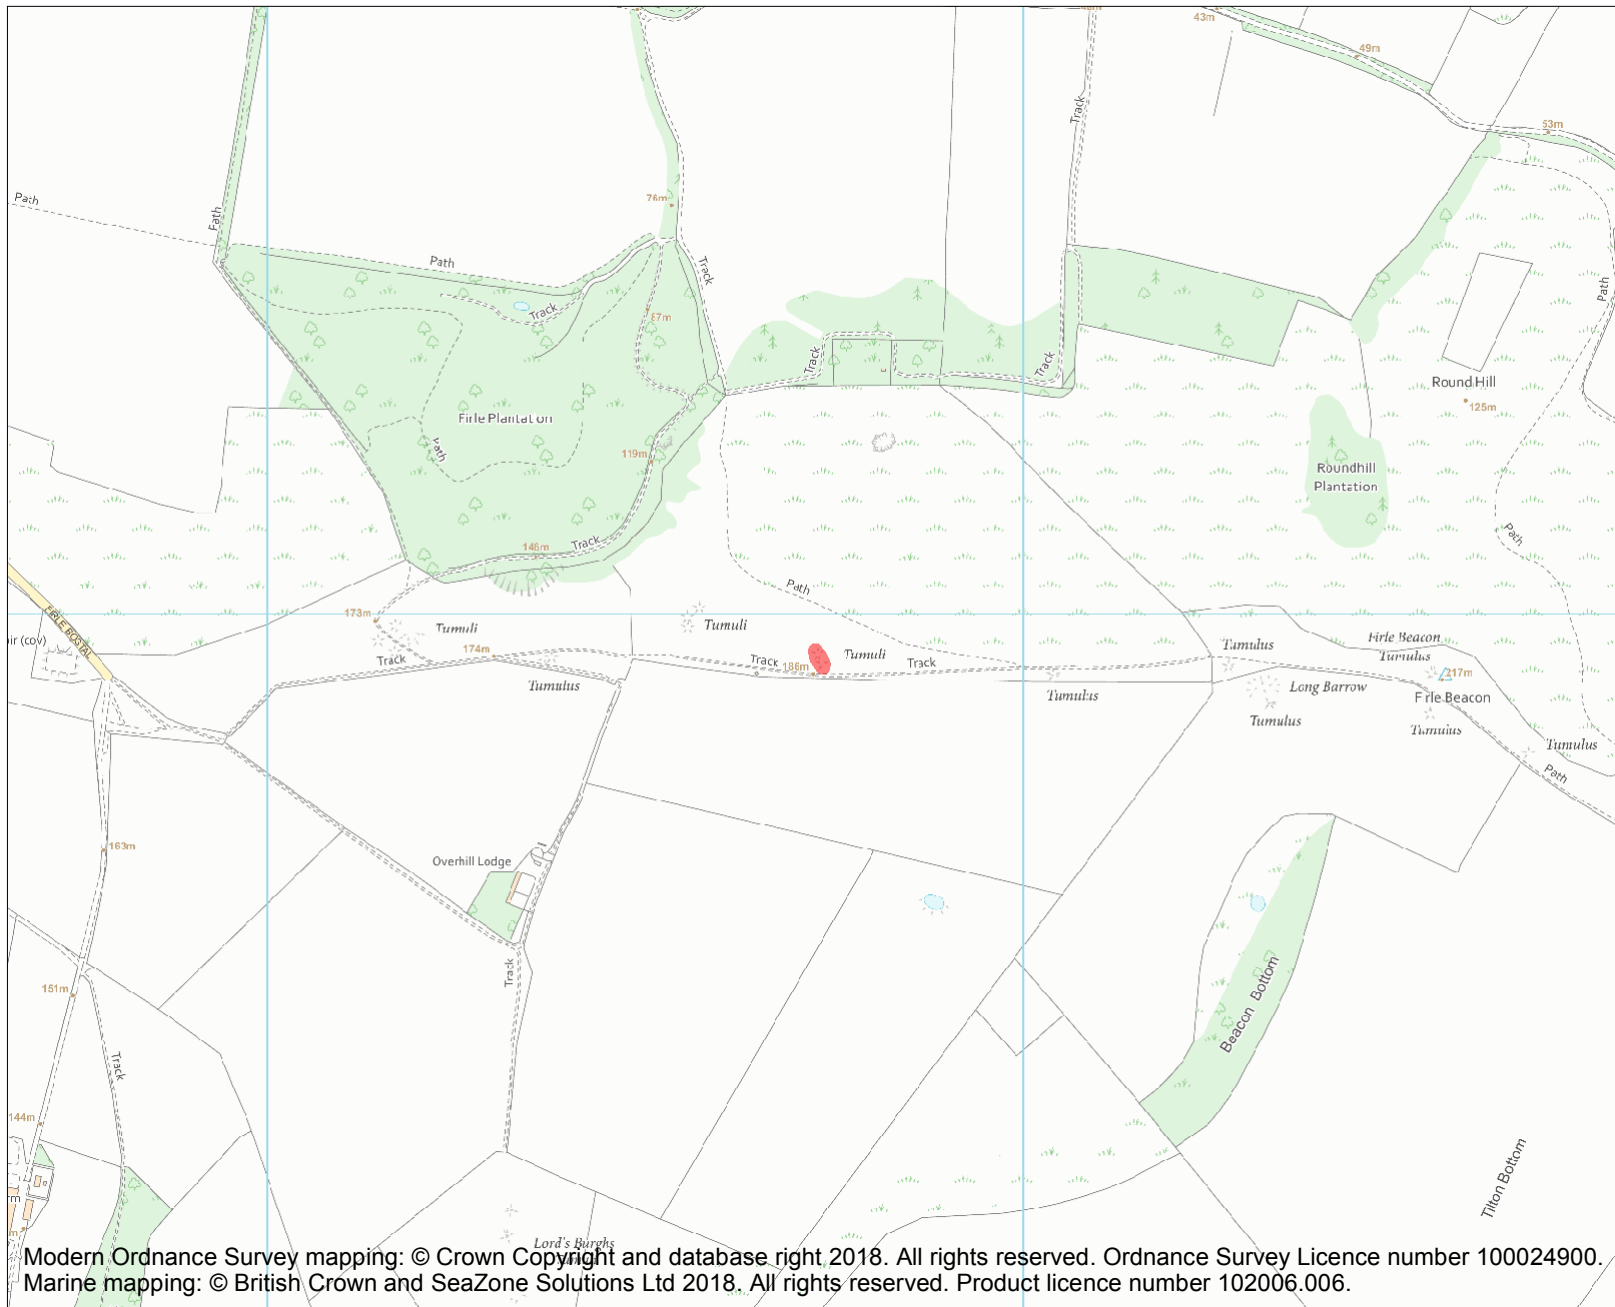 43m
49m
53m
Track
Path
Path
76m
Path
Track
Path
Track
87m
Track
Track
Round Hill
125m
Firle Plantation
Path
119m
Roundhill
Plantation
Path
146m
Track
Path
FIRLE BOSTAL
173m
Tumuli
Tumuli
(cov)
174m
Track
Tumuli
Track
186m
Track
Tumulus
Firle Beacon
Tumulus
217m
Tumulus
Tumulus
Long Barrow
Firle Beacon
Tumulus
Tumulus
Tumulus
Path
163m
Overhill Lodge
Track
151m
Beacon Bottom
Track
144m
Tilton Bottom
Lord's Burghs
Modern Ordnance Survey mapping: © Crown Copyright and database right 2018. All rights reserved. Ordnance Survey Licence number 100024900.
Marine mapping: © British Crown and SeaZone Solutions Ltd 2018. All rights reserved. Product licence number 102006.006.